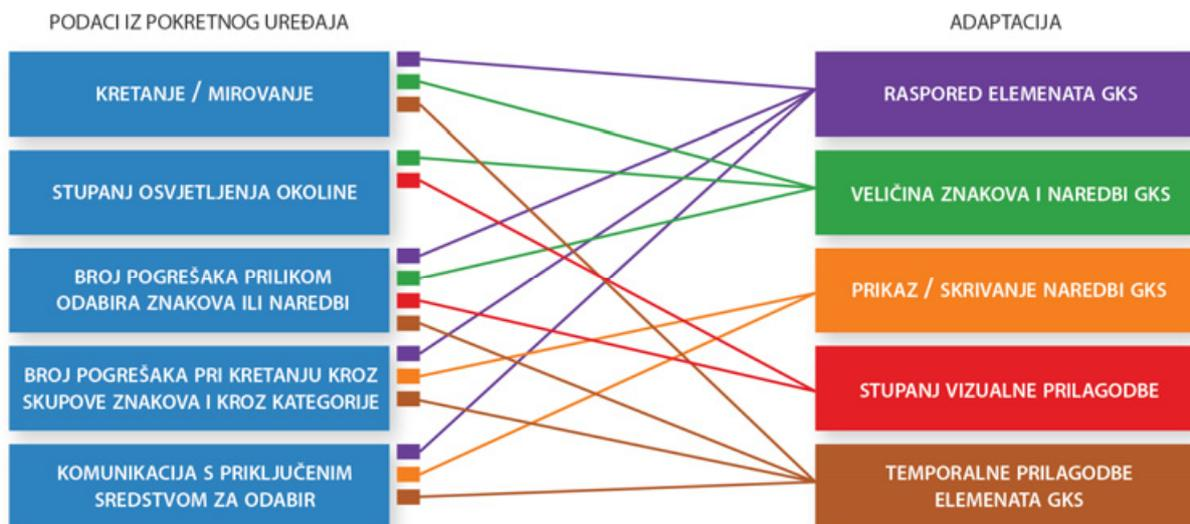 PODACI IZ POKRETNOG UREĐAJA
KRETANJE / MIROVANJE
STUPANJ OSVJETLJENJA OKOLINE
BROJ POGREŠAKA PRILIKOM
ODABIRA ZNAKOVA ILI NAREDBI
BROJ POGREŠAKA PRI KRETANJU KROZ
SKUPOVE ZNAKOVA I KROZ KATEGORIJE
KOMUNIKACIJA S PRIKLJUČENIM
SREDSTVOM ZA ODABIR
ADAPTACIJA
RASPORED ELEMENATA GKS
VELIČINA ZNAKOVA I NAREDBI GKS
PRIKAZ / SKRIVANJE NAREDBI GKS
STUPANJ VIZUALNE PRILAGODBE
TEMPORALNE PRILAGODBE
ELEMENATA GKS